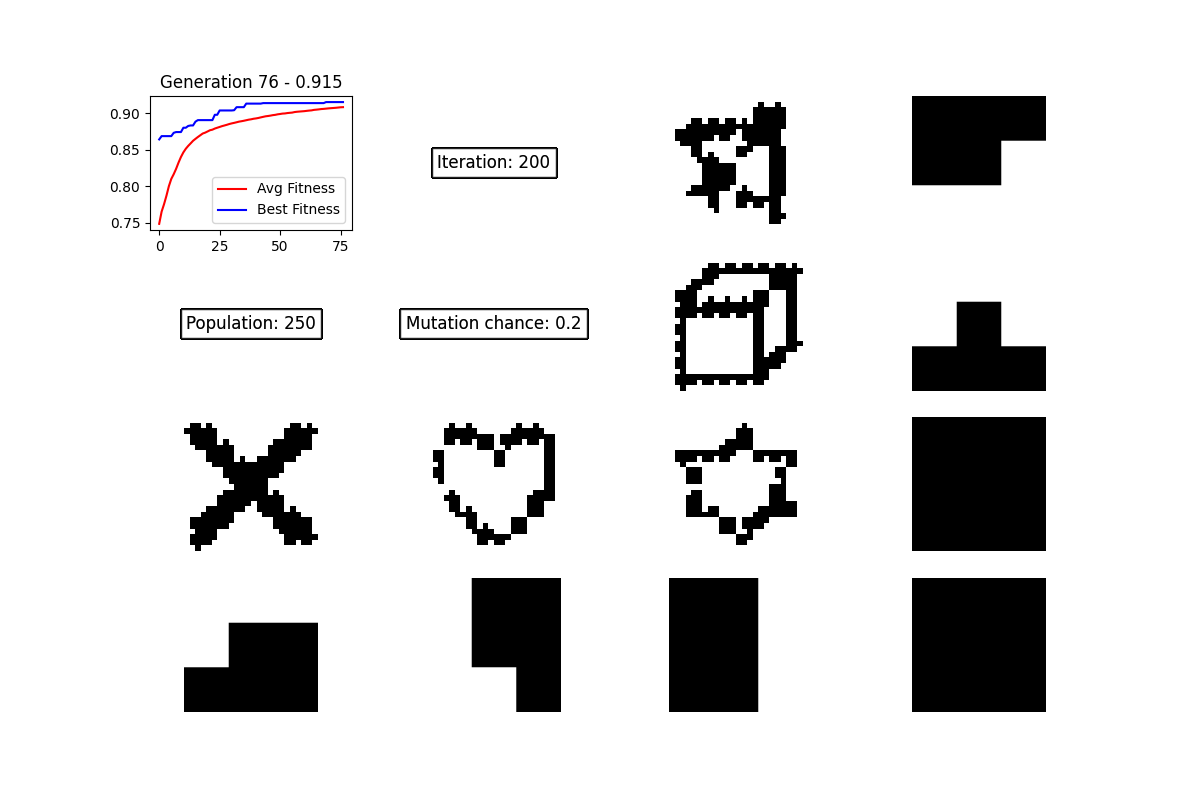 Generation 76 - 0.915
0.90
0.85
0.80
0.75
Avg Fitness
Best Fitness
0 25 50 75
Iteration: 200
Population: 250
Mutation chance: 0.2